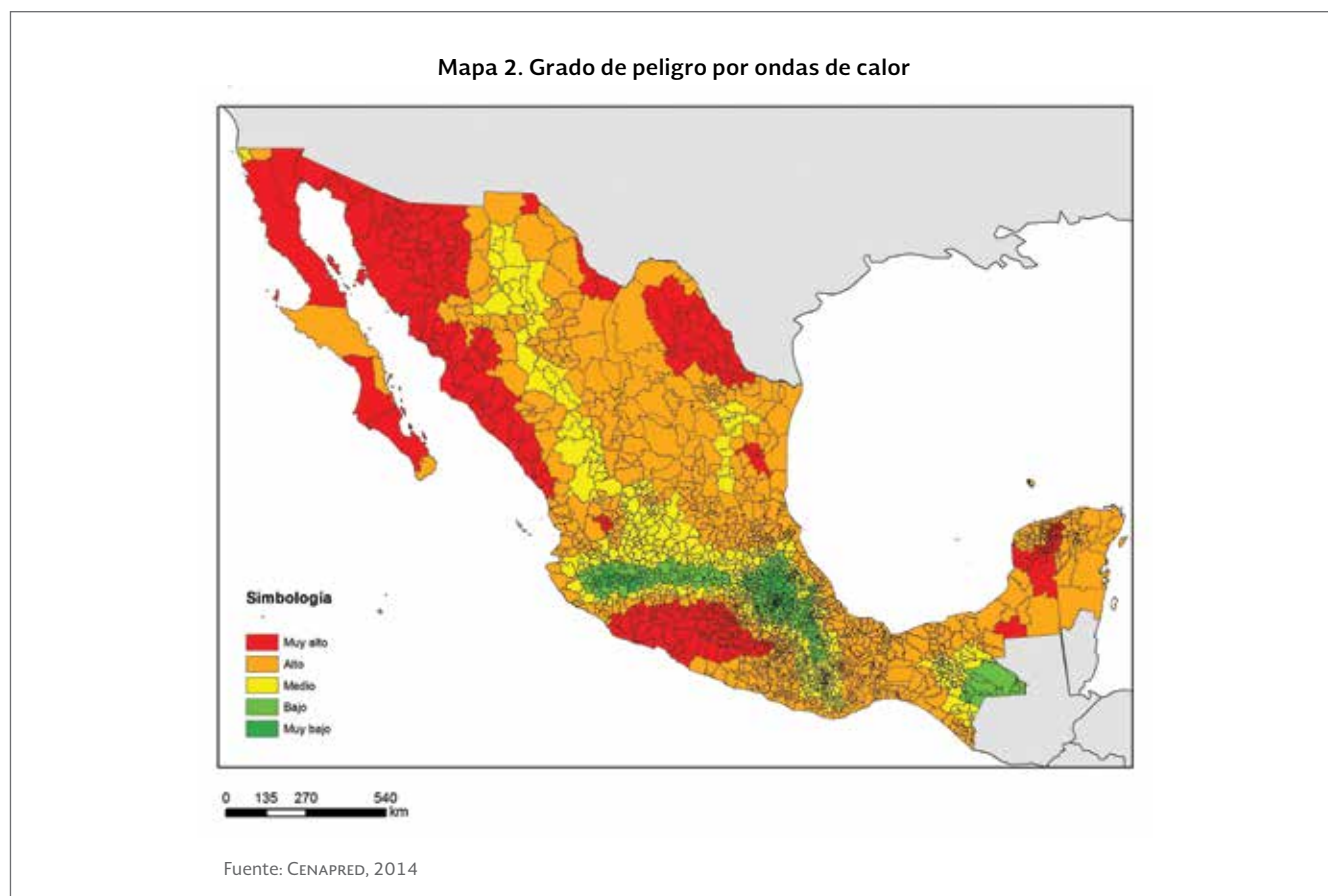 Mapa 2. Grado de peligro por ondas de calor
Simbología
Muy alto
Alto
Medio
Bajo
Muy bajo
0 135 270 540
km
Fuente: CENAPRED, 2014